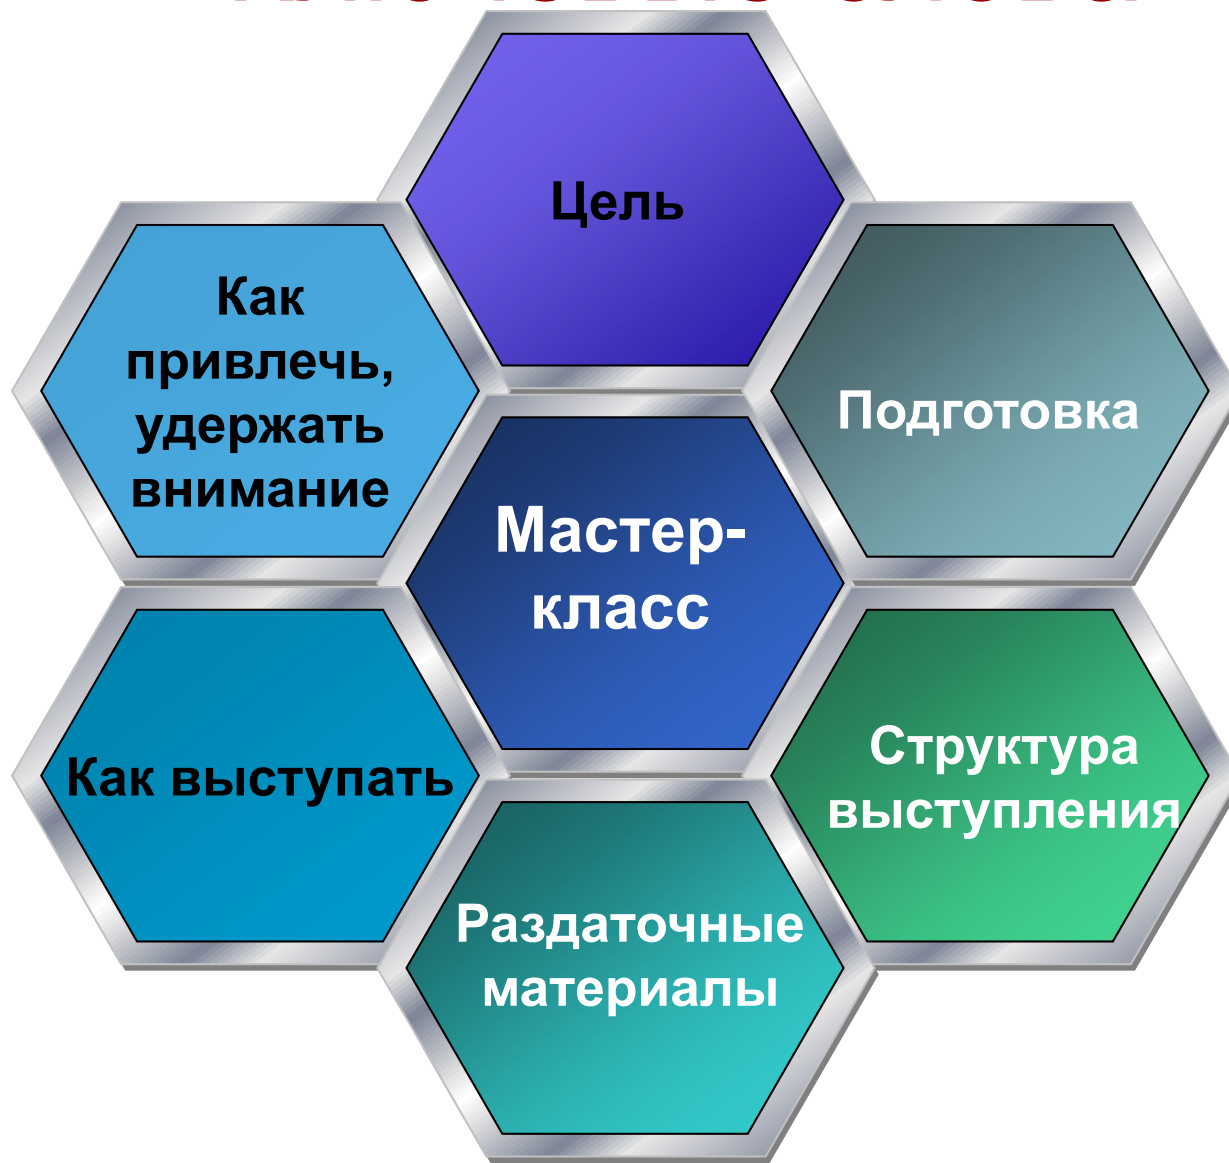 Цель
Как
привлечь,
удержать
внимание
Подготовка
Мастер-
класс
Как выступать
Структура
выступления
Раздаточные
материалы